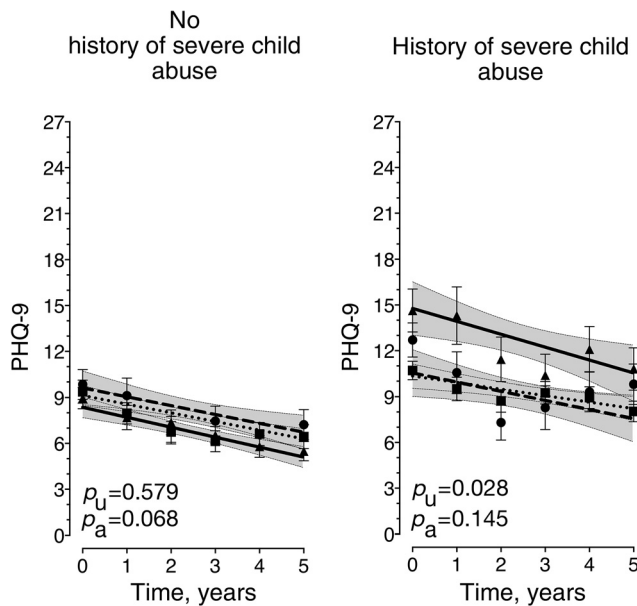 No
history of severe child
abuse
History of severe child
abuse
27
24
21
18
15
12
9
6
3
0
PHQ-9
pu=0.579
pa=0.068
0 1 2 3 4 5
Time, years
27
24
21
18
15
12
9
6
3
0
PHQ-9
pu=0.028
pa=0.145
0 1 2 3 4 5
Time, years